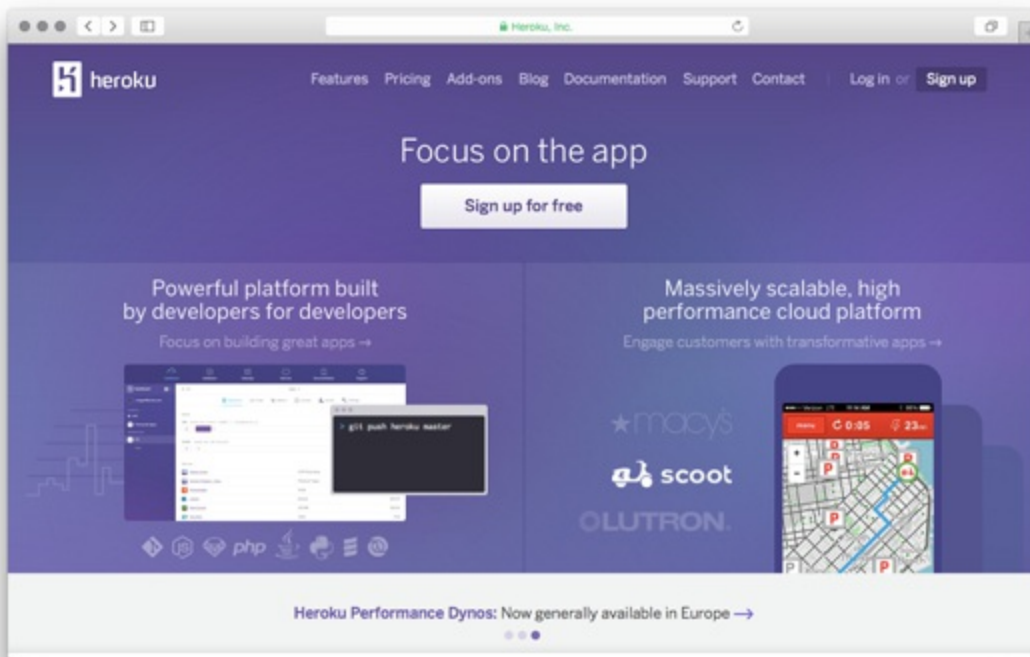 Heroku, Inc.
heroku
Features Pricing Add-ons Blog Documentation Support Contact Log in or Sign up
Focus on the app
Sign up for free
Powerful platform built
by developers for developers
Focus on building great apps →
> git push heroku master
php
Massively scalable, high
performance cloud platform
Engage customers with transformative apps →
★macy's
scoot
LUTRON.
0:05
23
P
P
P
P
P
Heroku Performance Dynos: Now generally available in Europe →